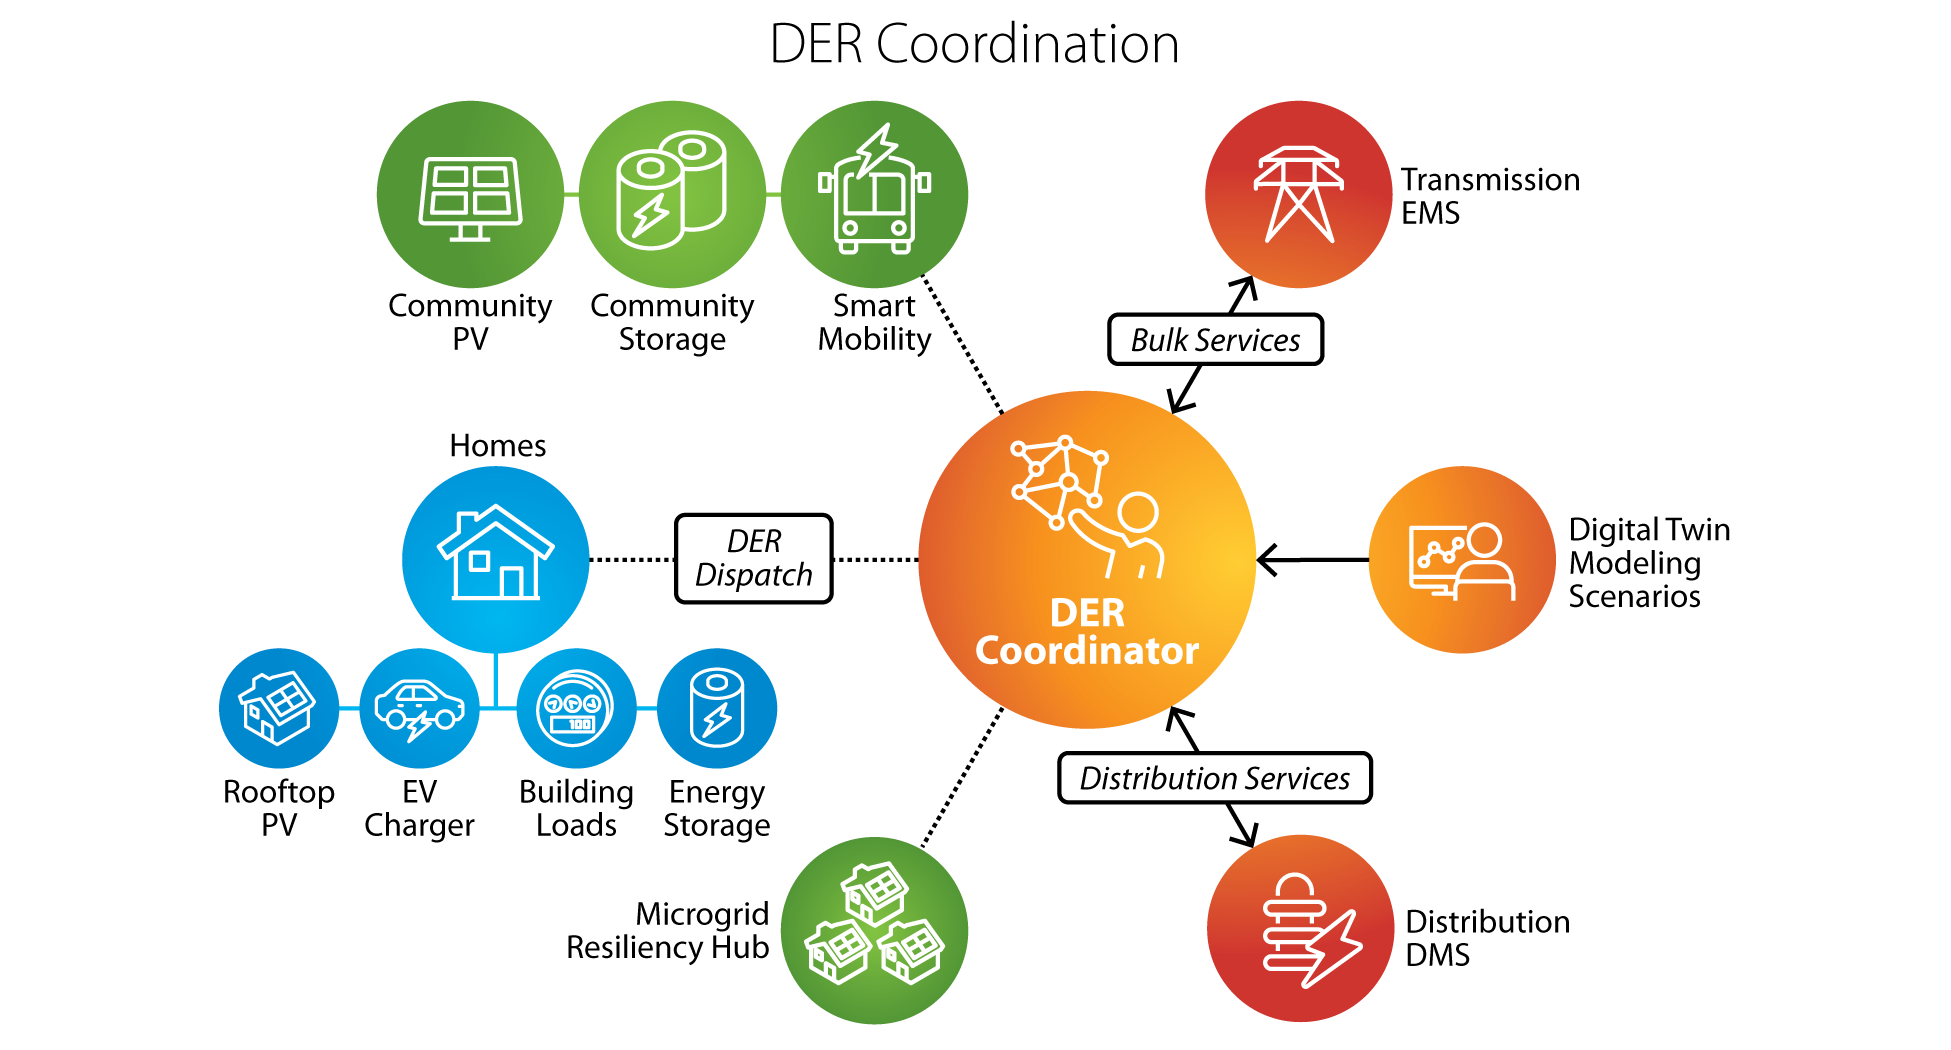 DER Coordination
Community
PV
Community
Storage
Smart
Mobility
Transmission
EMS
Bulk Services
Homes
DER
Dispatch
DER
Coordinator
Digital Twin
Modeling
Scenarios
100
Rooftop
PV
EV
Charger
Building
Loads
Energy
Storage
Distribution Services
Microgrid
Resiliency Hub
Distribution
DMS